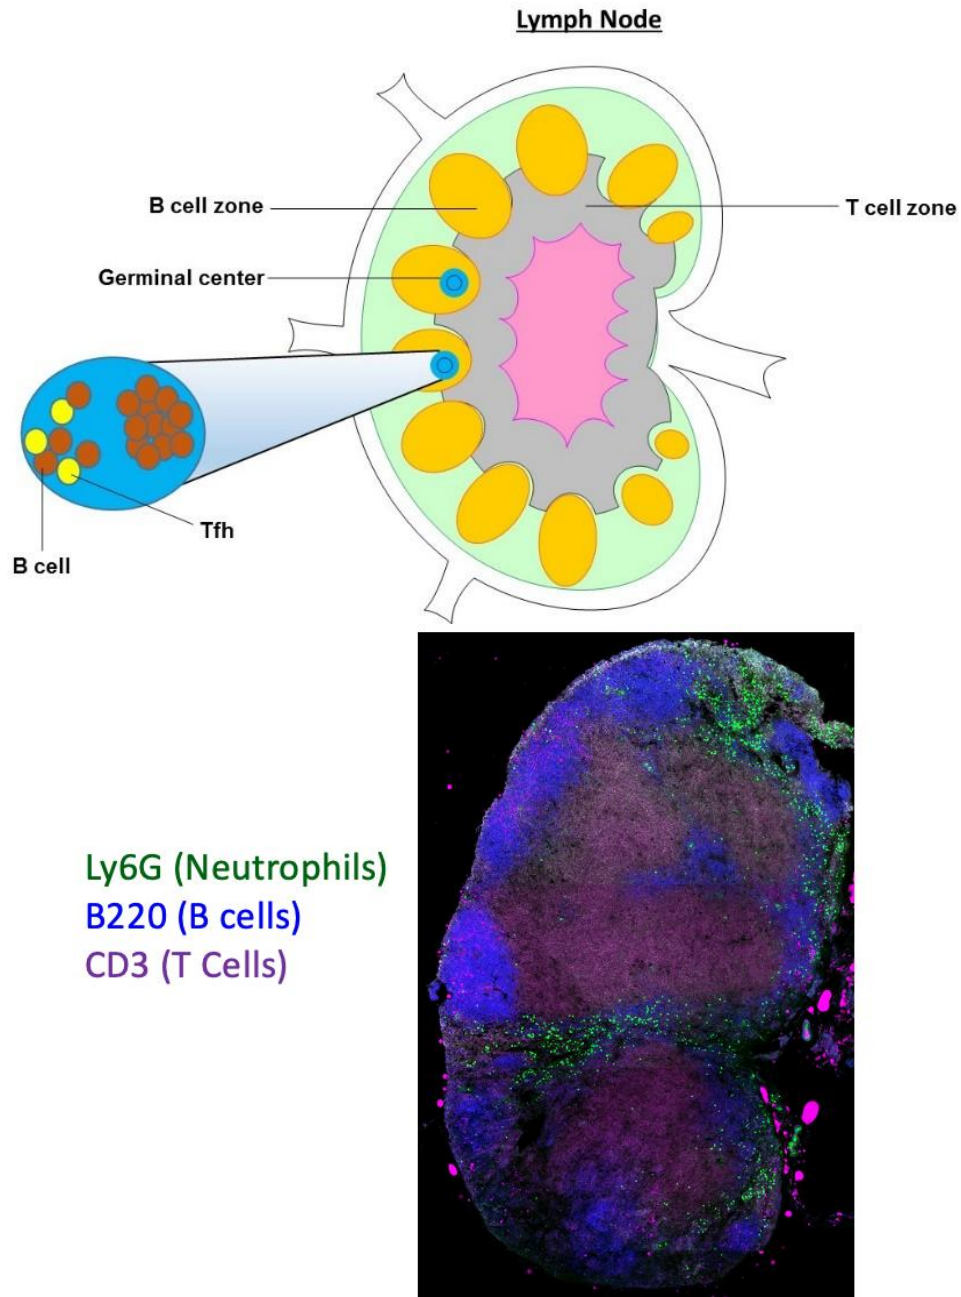 Lymph Node
B cell zone
T cell zone
Germinal center
Tfh
B cell
Ly6G (Neutrophils)
B220 (B cells)
CD3 (T Cells)